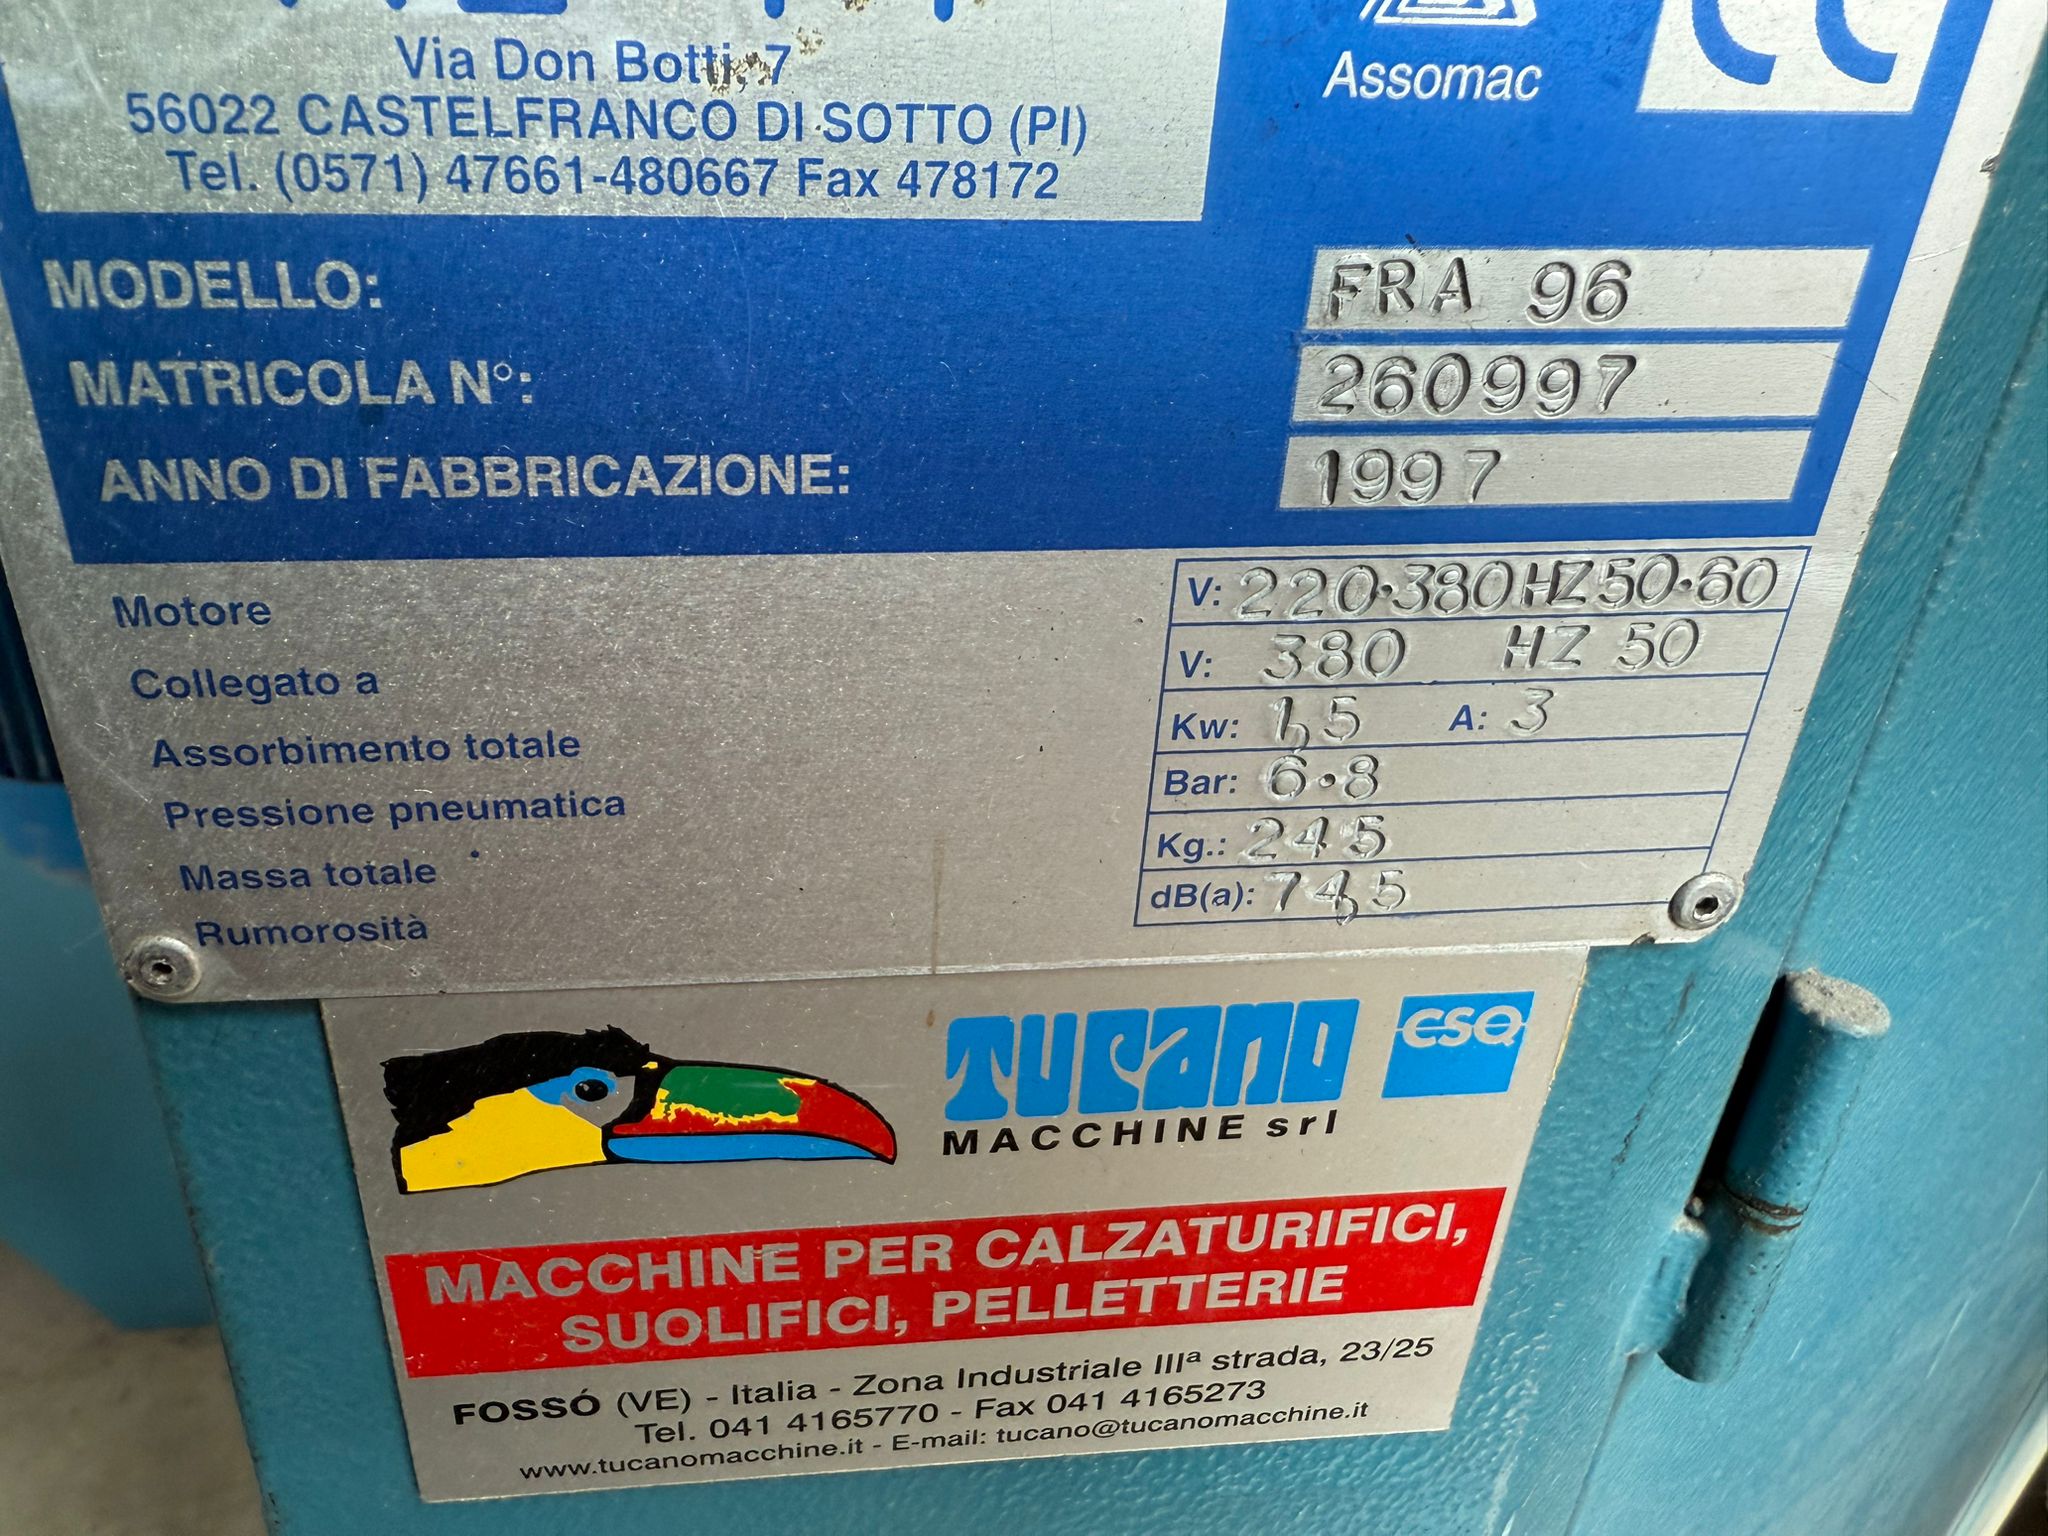 Via Don Botti, 7
56022 CASTELFRANCO DI SOTTO (PI)
Tel. (0571) 47661-480667 Fax 478172
Assomac
CE
MODELLO: FRA 96
MATRICOLA N°: 260997
ANNO DI FABBRICAZIONE: 1997
Motore V: 220·380 HZ 50·60
Collegato a V: 380 HZ 50
Assorbimento totale Kw: 1,5 A: 3
Pressione pneumatica Bar: 6·8
Massa totale Kg.: 245
Rumorosità dB(a): 74,5
TUCANO CSQ
MACCHINE srl
MACCHINE PER CALZATURIFICI,
SUOLIFICI, PELLETTERIE
FOSSÓ (VE) - Italia - Zona Industriale IIIª strada, 23/25
Tel. 041 4165770 - Fax 041 4165273
www.tucanomacchine.it - E-mail: tucano@tucanomacchine.it